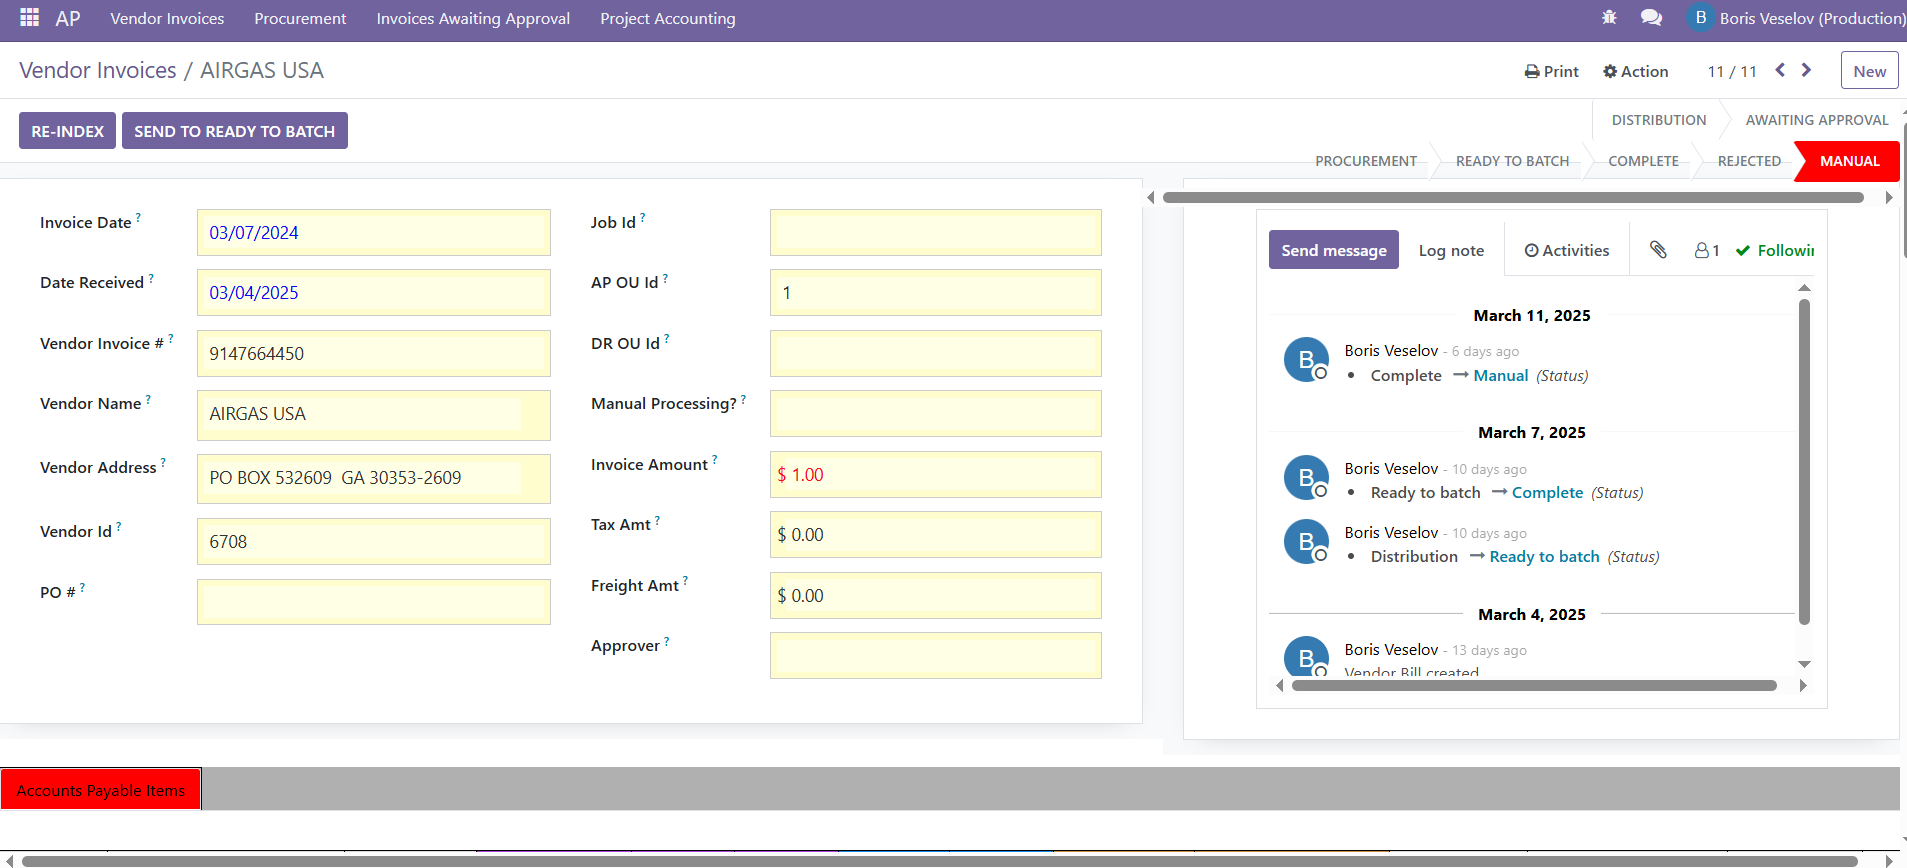 AP Vendor Invoices Procurement Invoices Awaiting Approval Project Accounting B Boris Veselov (Production)
Vendor Invoices / AIRGAS USA Print Action 11 / 11 New
RE-INDEX SEND TO READY TO BATCH
DISTRIBUTION AWAITING APPROVAL
PROCUREMENT READY TO BATCH COMPLETE REJECTED MANUAL
Invoice Date ? 03/07/2024
Date Received ? 03/04/2025
Vendor Invoice # ? 9147664450
Vendor Name ? AIRGAS USA
Vendor Address ? PO BOX 532609  GA 30353-2609
Vendor Id ? 6708
PO # ?
Job Id ?
AP OU Id ? 1
DR OU Id ?
Manual Processing? ?
Invoice Amount ? $ 1.00
Tax Amt ? $ 0.00
Freight Amt ? $ 0.00
Approver ?
Send message Log note Activities 1 Followin
March 11, 2025
B Boris Veselov - 6 days ago
• Complete → Manual (Status)
March 7, 2025
B Boris Veselov - 10 days ago
• Ready to batch → Complete (Status)
B Boris Veselov - 10 days ago
• Distribution → Ready to batch (Status)
March 4, 2025
B Boris Veselov - 13 days ago
Vendor Bill created
Accounts Payable Items